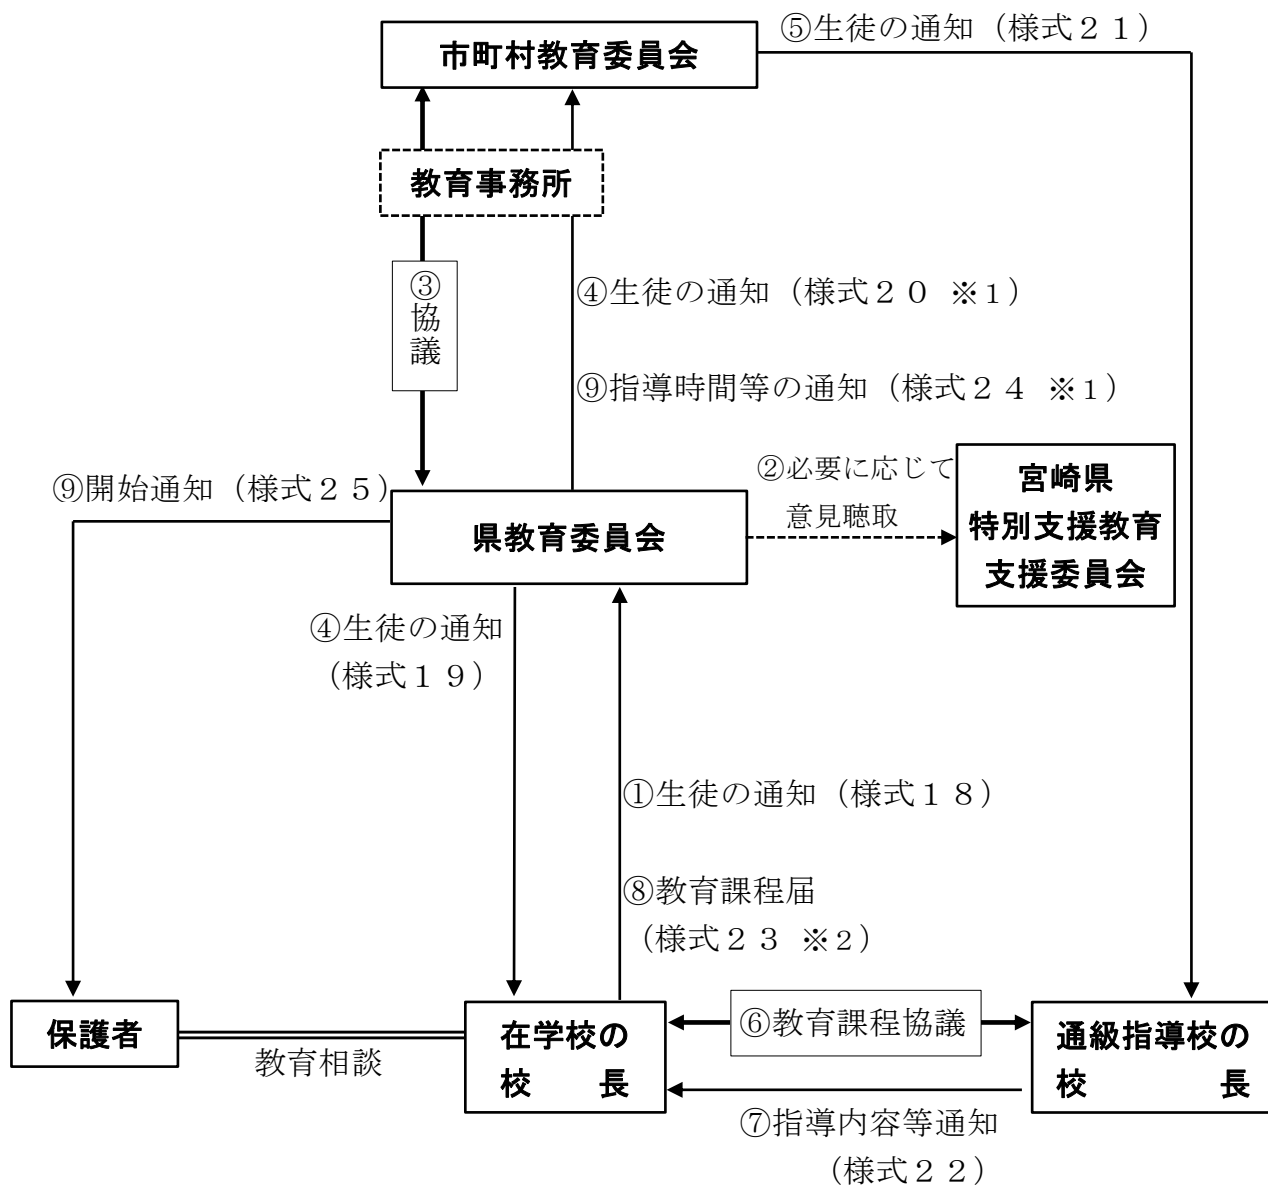 ⑤生徒の通知（様式２１）
市町村教育委員会
教育事務所
③協議
④生徒の通知（様式２０ ※1）
⑨指導時間等の通知（様式２４ ※1）
②必要に応じて
意見聴取
宮崎県
特別支援教育
支援委員会
⑨開始通知（様式２５）
県教育委員会
④生徒の通知
（様式１９）
①生徒の通知（様式１８）
⑧教育課程届
（様式２３ ※2）
保護者
教育相談
在学校の
校　　長
⑥教育課程協議
通級指導校の
校　　　　長
⑦指導内容等通知
（様式２２）